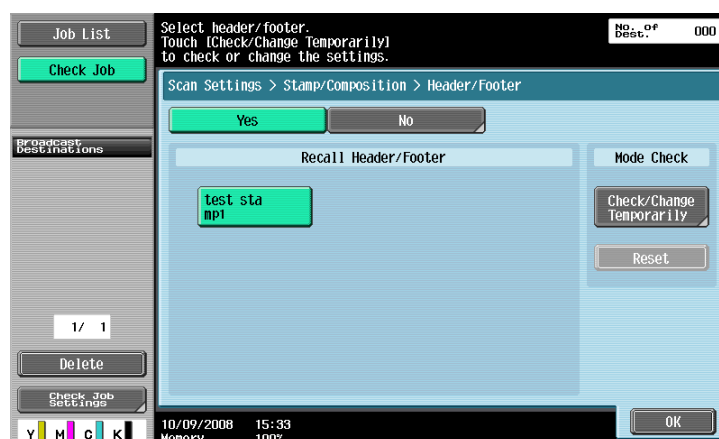 Job List
Check Job
Select header/footer.
Touch [Check/Change Temporarily]
to check or change the settings.
No. of
Dest.
000
Scan Settings > Stamp/Composition > Header/Footer
Yes
No
Broadcast
Destinations
Recall Header/Footer
Mode Check
test sta
mp1
Check/Change
Temporarily
Reset
1/ 1
Delete
Check Job
Settings
Y M C K
10/09/2008 15:33
Memory 100%
OK